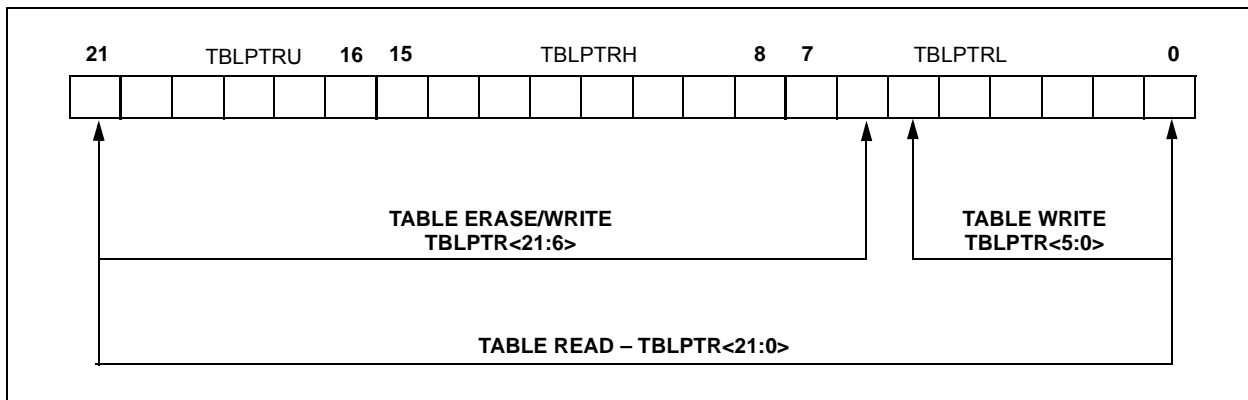 21 TBLPTRU 16 15 TBLPTRH 8 7 TBLPTRL 0
TABLE ERASE/WRITE
TBLPTR<21:6>
TABLE WRITE
TBLPTR<5:0>
TABLE READ – TBLPTR<21:0>